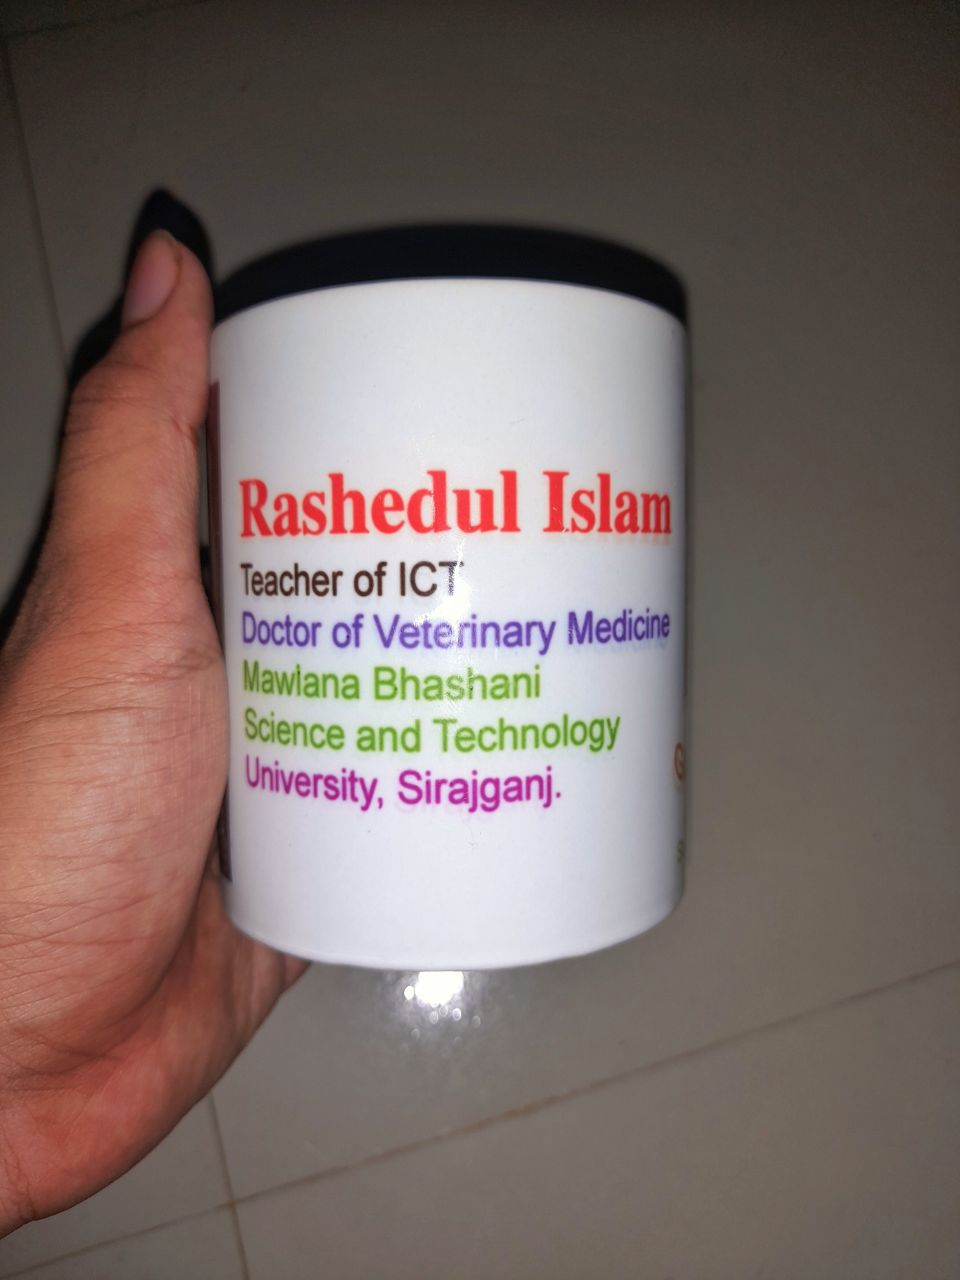 Rashedul Islam
Teacher of ICT
Doctor of Veterinary Medicine
Mawlana Bhashani
Science and Technology
University, Sirajganj.